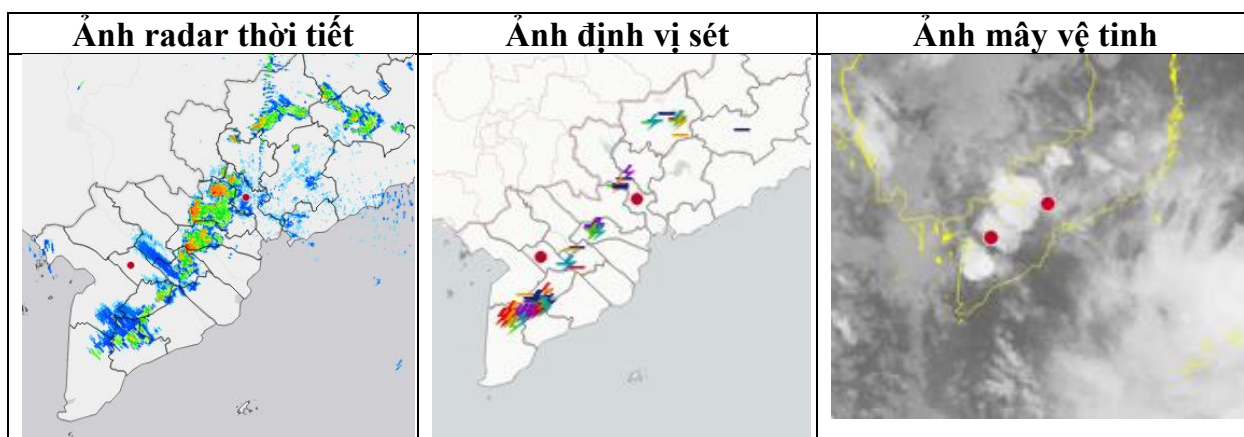 Ảnh radar thời tiết
Ảnh định vị sét
Ảnh mây vệ tinh